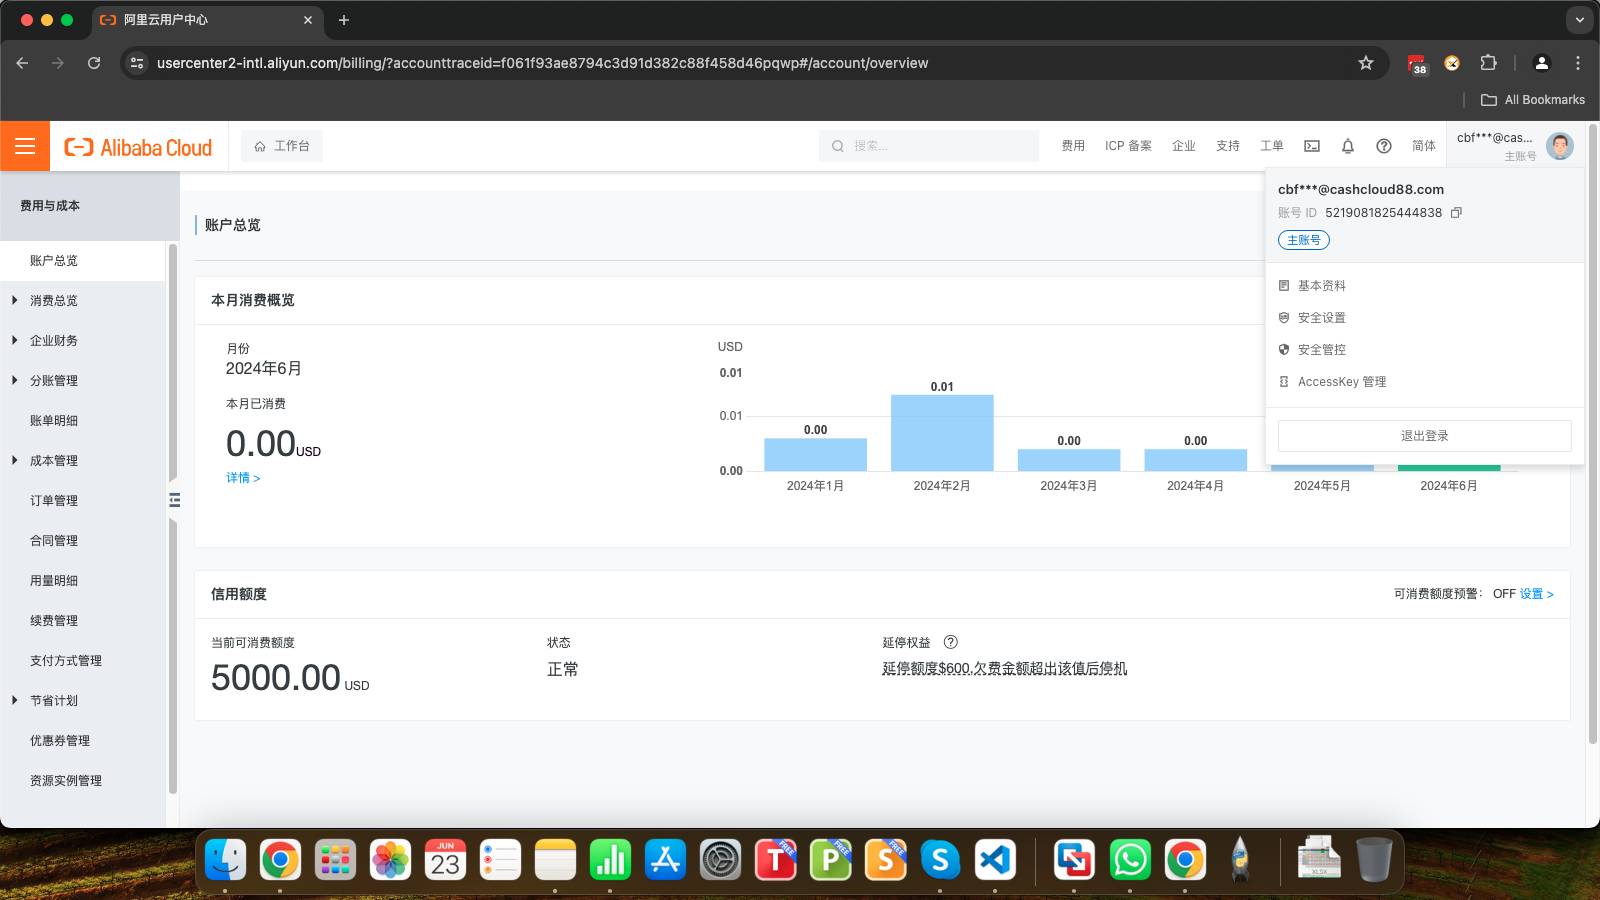 阿里云用户中心
usercenter2-intl.aliyun.com/billing/?accounttraceid=f061f93ae8794c3d91d382c88f458d46pqwp#/account/overview
38
All Bookmarks
Alibaba Cloud
工作台
搜索...
费用
ICP 备案
企业
支持
工单
简体
cbf***@cas...
主账号
cbf***@cashcloud88.com
账号 ID 5219081825444838
主账号
基本资料
安全设置
安全管控
AccessKey 管理
退出登录
费用与成本
账户总览
消费总览
企业财务
分账管理
账单明细
成本管理
订单管理
合同管理
用量明细
续费管理
支付方式管理
节省计划
优惠券管理
资源实例管理
账户总览
本月消费概览
月份
2024年6月
本月已消费
0.00USD
详情 >
USD
0.01
0.01
0.00
0.00
0.01
0.00
0.00
2024年1月
2024年2月
2024年3月
2024年4月
2024年5月
2024年6月
信用额度
可消费额度预警： OFF 设置 >
当前可消费额度
5000.00 USD
状态
正常
延停权益
延停额度$600,欠费金额超出该值后停机
JUN
23
T
FREE
P
FREE
S
FREE
S
XLSX